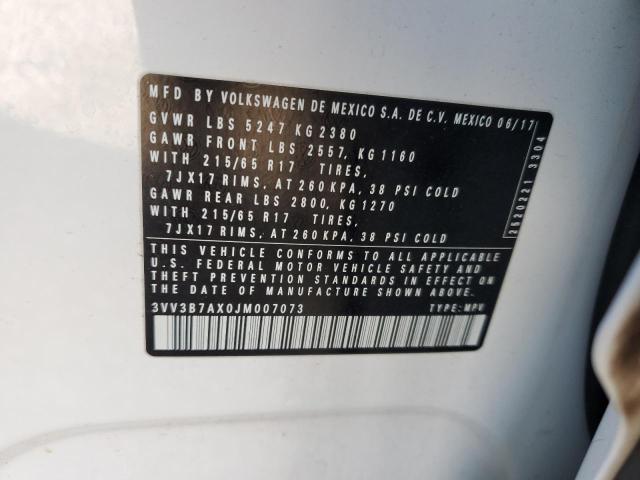 MFD BY VOLKSWAGEN DE MEXICO S.A. DE C.V. MEXICO 06/17
GVWR LBS 5247 KG 2380
GAWR FRONT LBS 2557, KG 1160
WITH 215/65 R17 TIRES,
7JX17 RIMS, AT 260 KPA, 38 PSI COLD
GAWR REAR LBS 2800, KG 1270
WITH 215/65 R17 TIRES,
7JX17 RIMS, AT 260 KPA, 38 PSI COLD
THIS VEHICLE CONFORMS TO ALL APPLICABLE
U.S. FEDERAL MOTOR VEHICLE SAFETY AND
THEFT PREVENTION STANDARDS IN EFFECT ON
THE DATE OF MANUFACTURE SHOWN ABOVE.
3VV3B7AX0JM007073 TYPE: MPV
2520221 3304